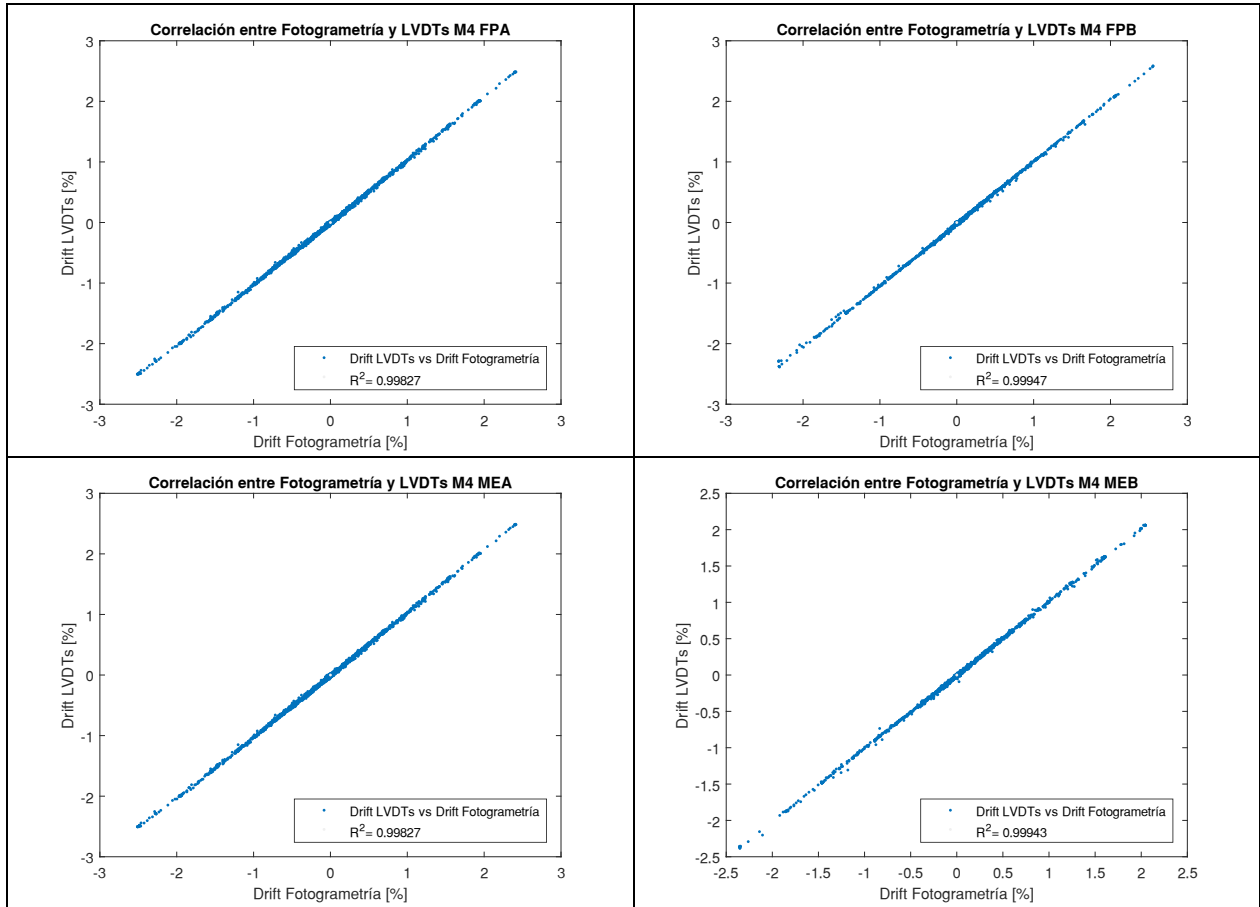 Correlación entre Fotogrametría y LVDTs M4 FPA
3
2
1
0
-1
-2
-3
Drift LVDTs [%]
Drift LVDTs vs Drift Fotogrametría
R²= 0.99827
-3 -2 -1 0 1 2 3
Drift Fotogrametría [%]
Correlación entre Fotogrametría y LVDTs M4 FPB
3
2
1
0
-1
-2
-3
Drift LVDTs [%]
Drift LVDTs vs Drift Fotogrametría
R²= 0.99947
-3 -2 -1 0 1 2 3
Drift Fotogrametría [%]
Correlación entre Fotogrametría y LVDTs M4 MEA
3
2
1
0
-1
-2
-3
Drift LVDTs [%]
Drift LVDTs vs Drift Fotogrametría
R²= 0.99827
-3 -2 -1 0 1 2 3
Drift Fotogrametría [%]
Correlación entre Fotogrametría y LVDTs M4 MEB
2.5
2
1.5
1
0.5
0
-0.5
-1
-1.5
-2
-2.5
Drift LVDTs [%]
Drift LVDTs vs Drift Fotogrametría
R²= 0.99943
-2.5 -2 -1.5 -1 -0.5 0 0.5 1 1.5 2 2.5
Drift Fotogrametría [%]